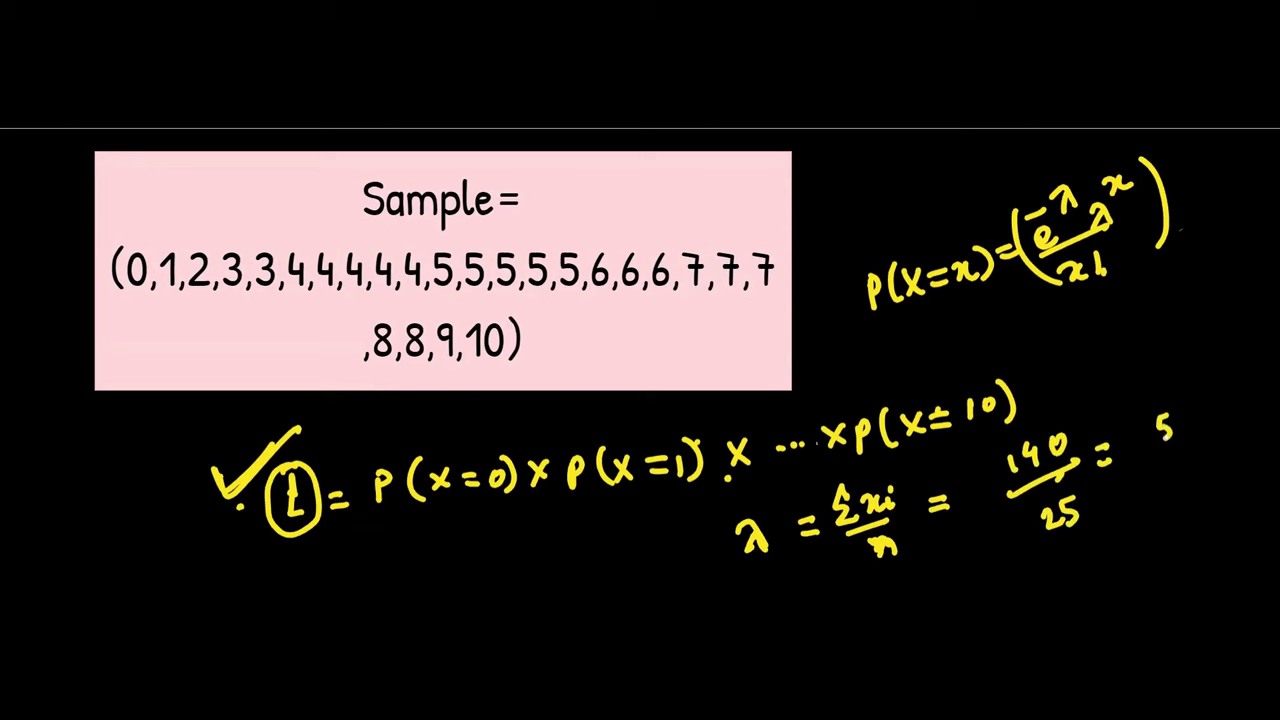 Sample=
(0,1,2,3,3,4,4,4,4,4,5,5,5,5,5,6,6,6,7,7,7
,8,8,9,10)
P(X=x)=(e^-λ λ^x / x!)
L = P(X=0)×P(X=1)× ... ×P(X=10)
λ = Σxi/n = 140/25 = 5